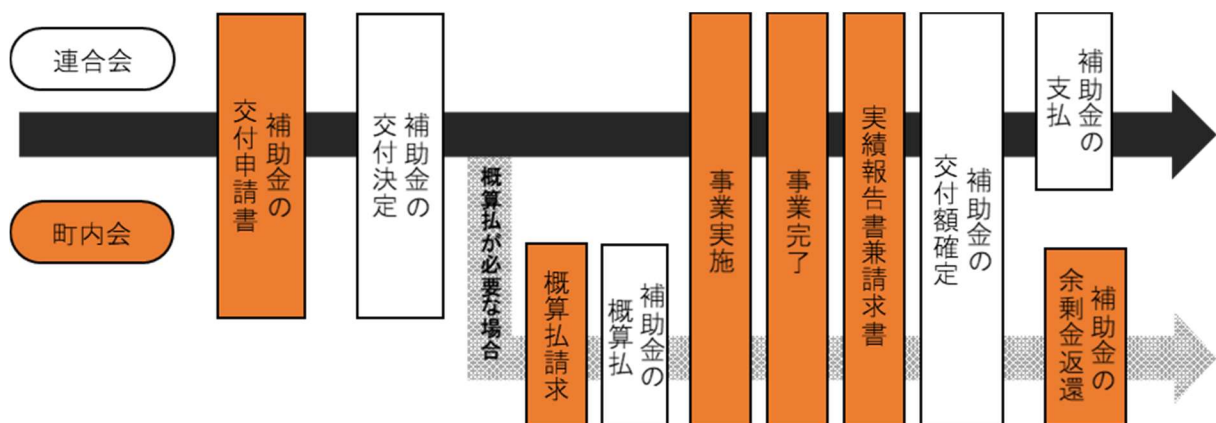 連合会
町内会
補助金の
交付申請書
補助金の
交付決定
概算払が必要な場合
概算払請求
補助金の
概算払
事業実施
事業完了
実績報告書兼請求書
補助金の
交付額確定
補助金の
支払
補助金の
余剰金返還